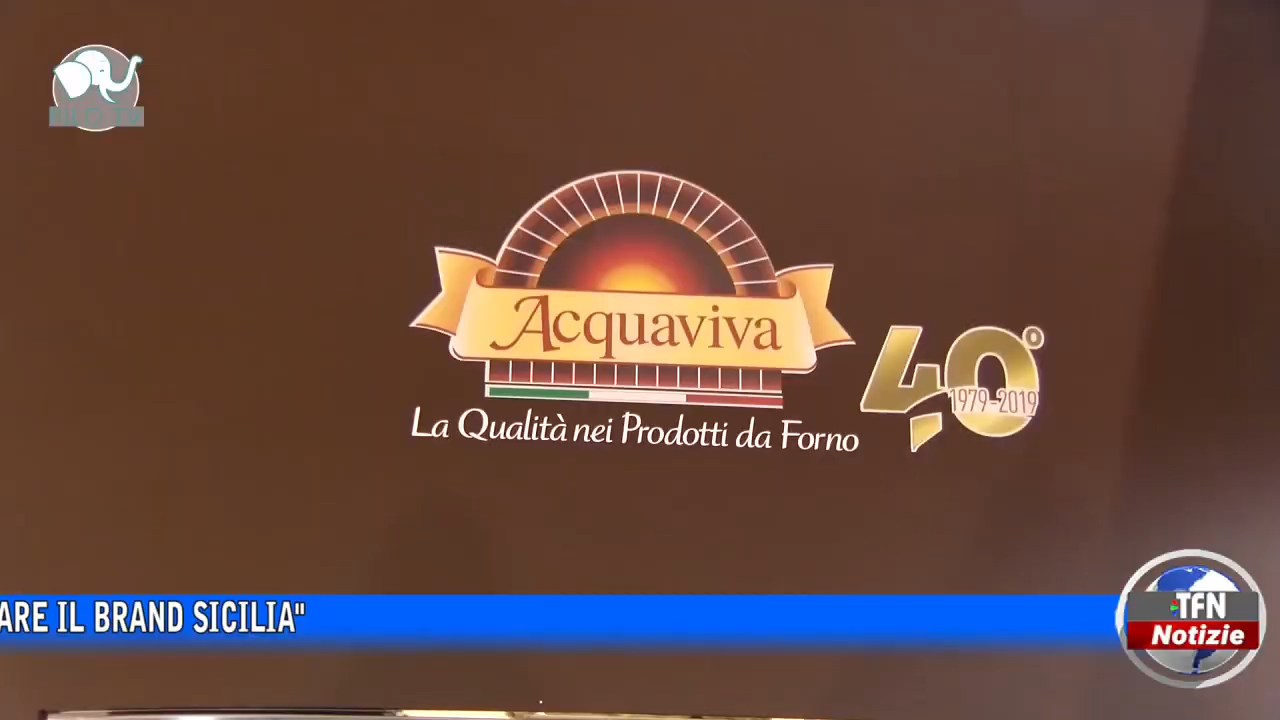 Acquaviva
40°
1979-2019
La Qualità nei Prodotti da Forno
ARE IL BRAND SICILIA"
TFN
Notizie